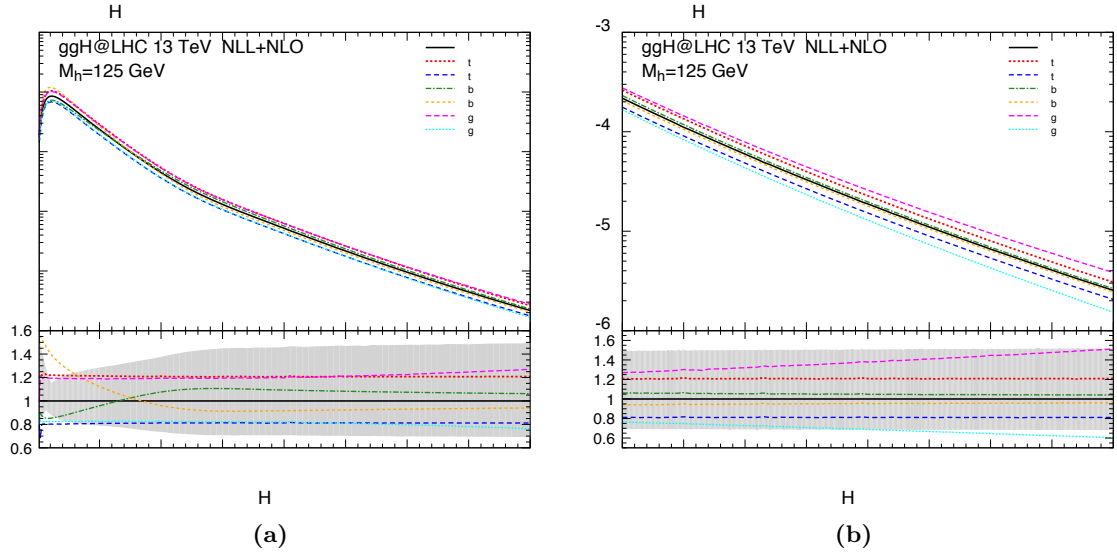 H
ggH@LHC 13 TeV NLL+NLO
M_h=125 GeV
t
t
b
b
g
g
1.6
1.4
1.2
1
0.8
0.6
H
(a)
H
-3
ggH@LHC 13 TeV NLL+NLO
M_h=125 GeV
t
t
b
b
g
g
-4
-5
-6
1.6
1.4
1.2
1
0.8
0.6
H
(b)